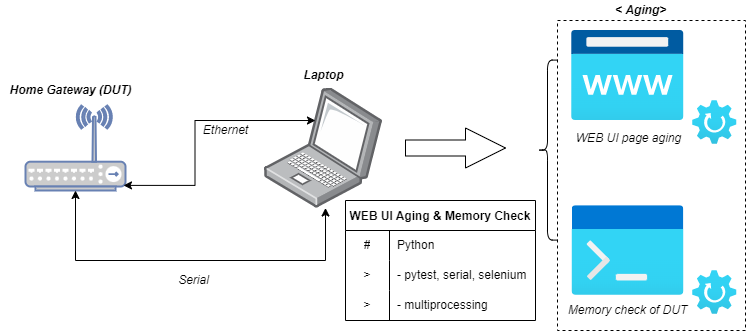 < Aging>
Laptop
Home Gateway (DUT)
Ethernet
WWW
WEB UI page aging
WEB UI Aging & Memory Check
# Python
> - pytest, serial, selenium
> - multiprocessing
Serial
>_
Memory check of DUT